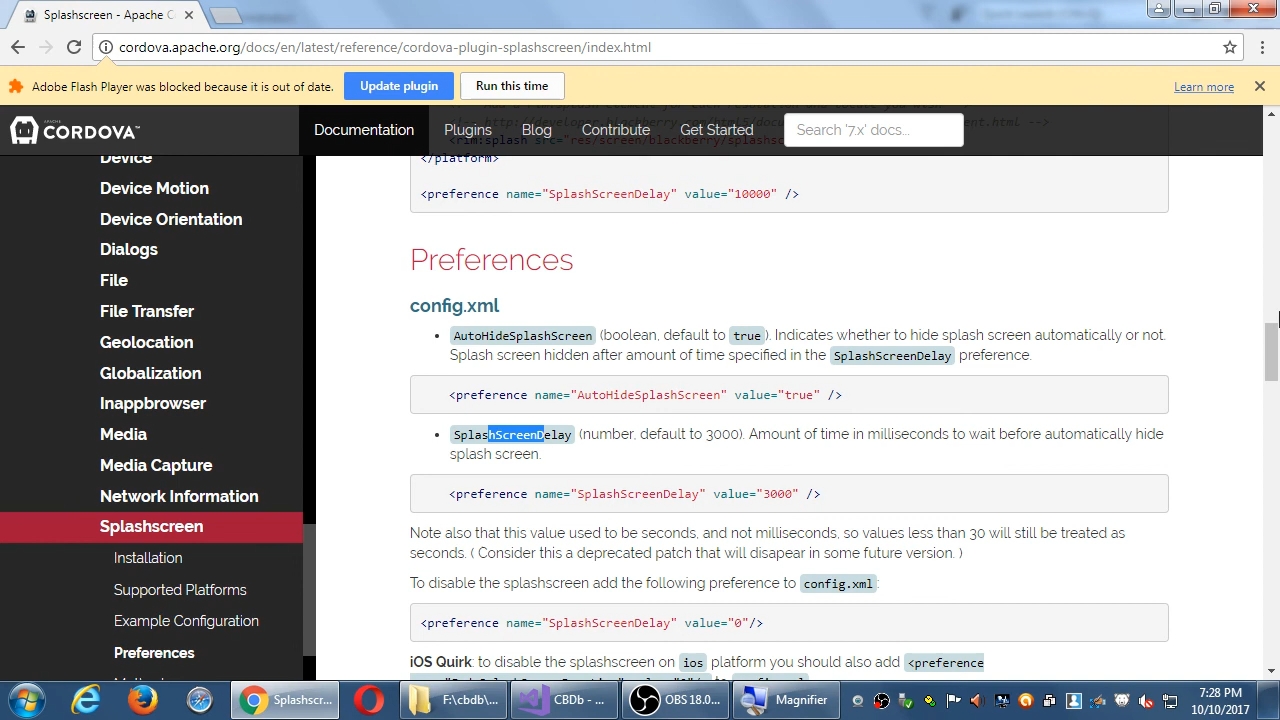 Splashscreen - Apache C
cordova.apache.org/docs/en/latest/reference/cordova-plugin-splashscreen/index.html
Adobe Flash Player was blocked because it is out of date.
Update plugin
Run this time
Learn more
APACHE
CORDOVA™
Documentation
Plugins
Blog
Contribute
Get Started
Search '7.x' docs...
Device
Device Motion
Device Orientation
Dialogs
File
File Transfer
Geolocation
Globalization
Inappbrowser
Media
Media Capture
Network Information
Splashscreen
Installation
Supported Platforms
Example Configuration
Preferences
</platform>
<preference name="SplashScreenDelay" value="10000" />
Preferences
config.xml
• AutoHideSplashScreen (boolean, default to true). Indicates whether to hide splash screen automatically or not.
Splash screen hidden after amount of time specified in the SplashScreenDelay preference.
<preference name="AutoHideSplashScreen" value="true" />
• SplashScreenDelay (number, default to 3000). Amount of time in milliseconds to wait before automatically hide
splash screen.
<preference name="SplashScreenDelay" value="3000" />
Note also that this value used to be seconds, and not milliseconds, so values less than 30 will still be treated as
seconds. ( Consider this a deprecated patch that will disapear in some future version. )
To disable the splashscreen add the following preference to config.xml:
<preference name="SplashScreenDelay" value="0"/>
iOS Quirk: to disable the splashscreen on ios platform you should also add <preference
Splashscr...
F:\cbdb\...
CBDb - ...
OBS 18.0...
Magnifier
7:28 PM
10/10/2017